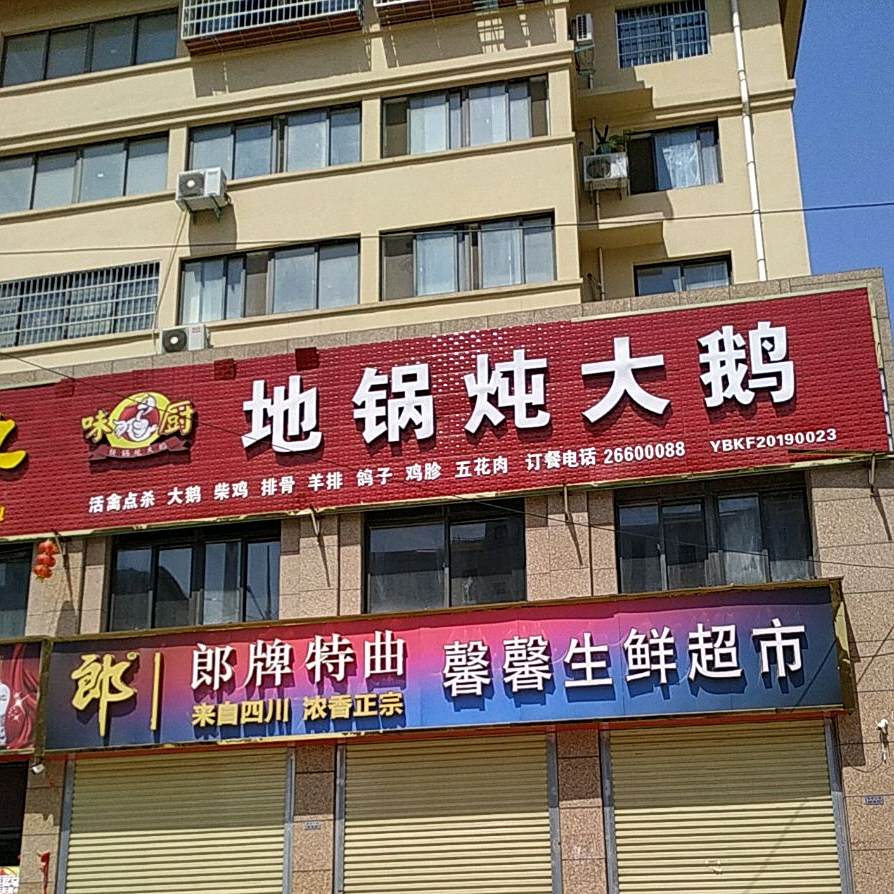 味厨
地锅炖大鹅
活禽点杀 大鹅 柴鸡 排骨 羊排 鸽子 鸡胗 五花肉 订餐电话 26600088 YBKF20190023
郎 郎牌特曲 馨馨生鲜超市
来自四川 浓香正宗